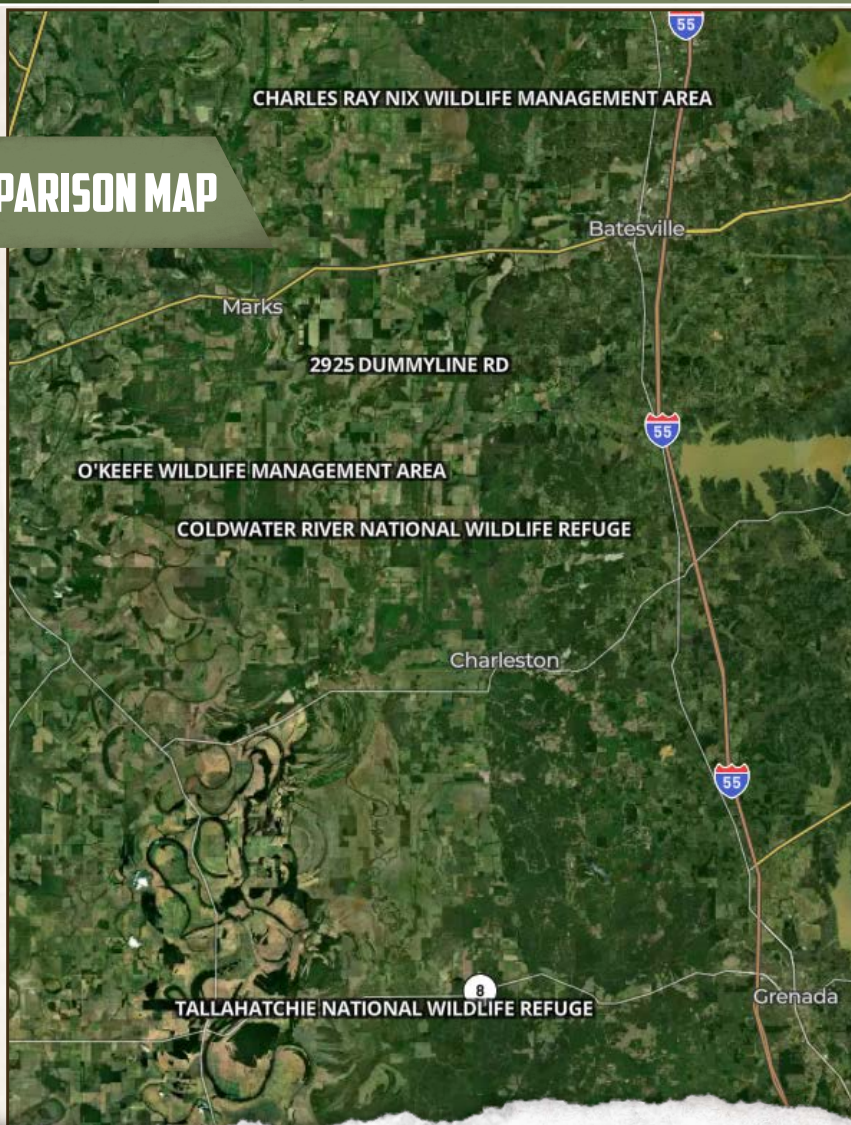 55
CHARLES RAY NIX WILDLIFE MANAGEMENT AREA
PARISON MAP
Batesville
Marks
2925 DUMMYLINE RD
55
O'KEEFE WILDLIFE MANAGEMENT AREA
COLDWATER RIVER NATIONAL WILDLIFE REFUGE
Charleston
55
8
Grenada
TALLAHATCHIE NATIONAL WILDLIFE REFUGE